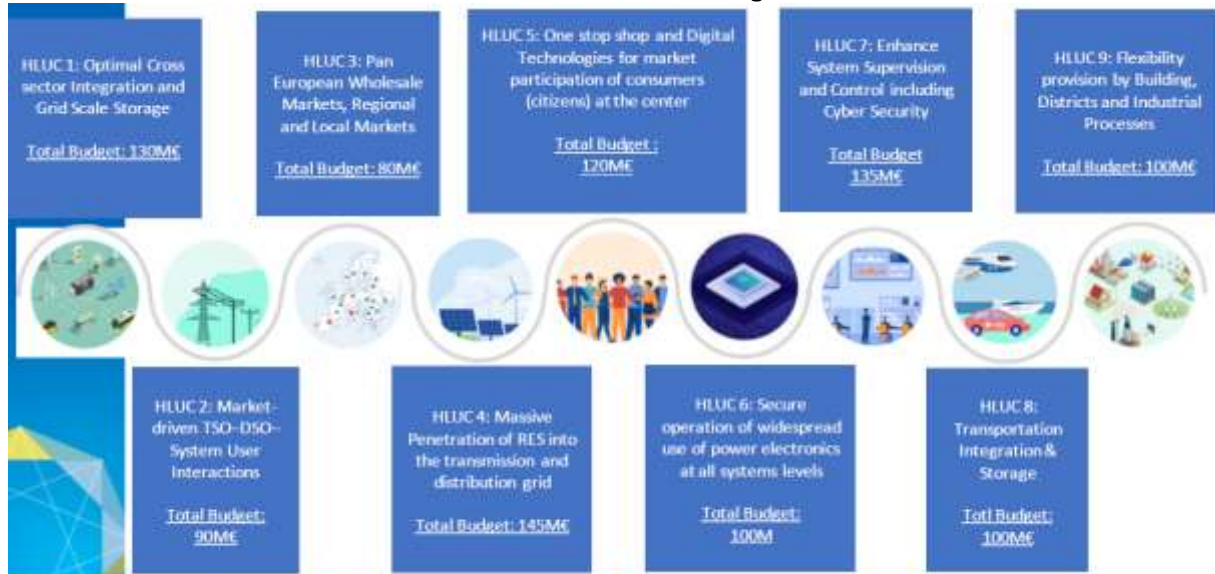 HLUC 1: Optimal Cross
sector Integration and
Grid Scale Storage
Total Budget: 130M€
HLUC 3: Pan
European Wholesale
Markets, Regional
and Local Markets
Total Budget: 80M€
HLUC 5: One stop shop and Digital
Technologies for market
participation of consumers
(citizens) at the center
Total Budget :
120M€
HLUC 7: Enhance
System Supervision
and Control including
Cyber Security
Total Budget
135M€
HLUC 9: Flexibility
provision by Building,
Districts and Industrial
Processes
Total Budget: 100M€
HLUC 2: Market-
driven TSO–DSO–
System User
Interactions
Total Budget:
90M€
HLUC 4: Massive
Penetration of RES into
the transmission and
distribution grid
Total Budget: 145M€
HLUC 6: Secure
operation of widespread
use of power electronics
at all systems levels
Total Budget:
100M
HLUC 8:
Transportation
Integration &
Storage
Totl Budget:
100M€